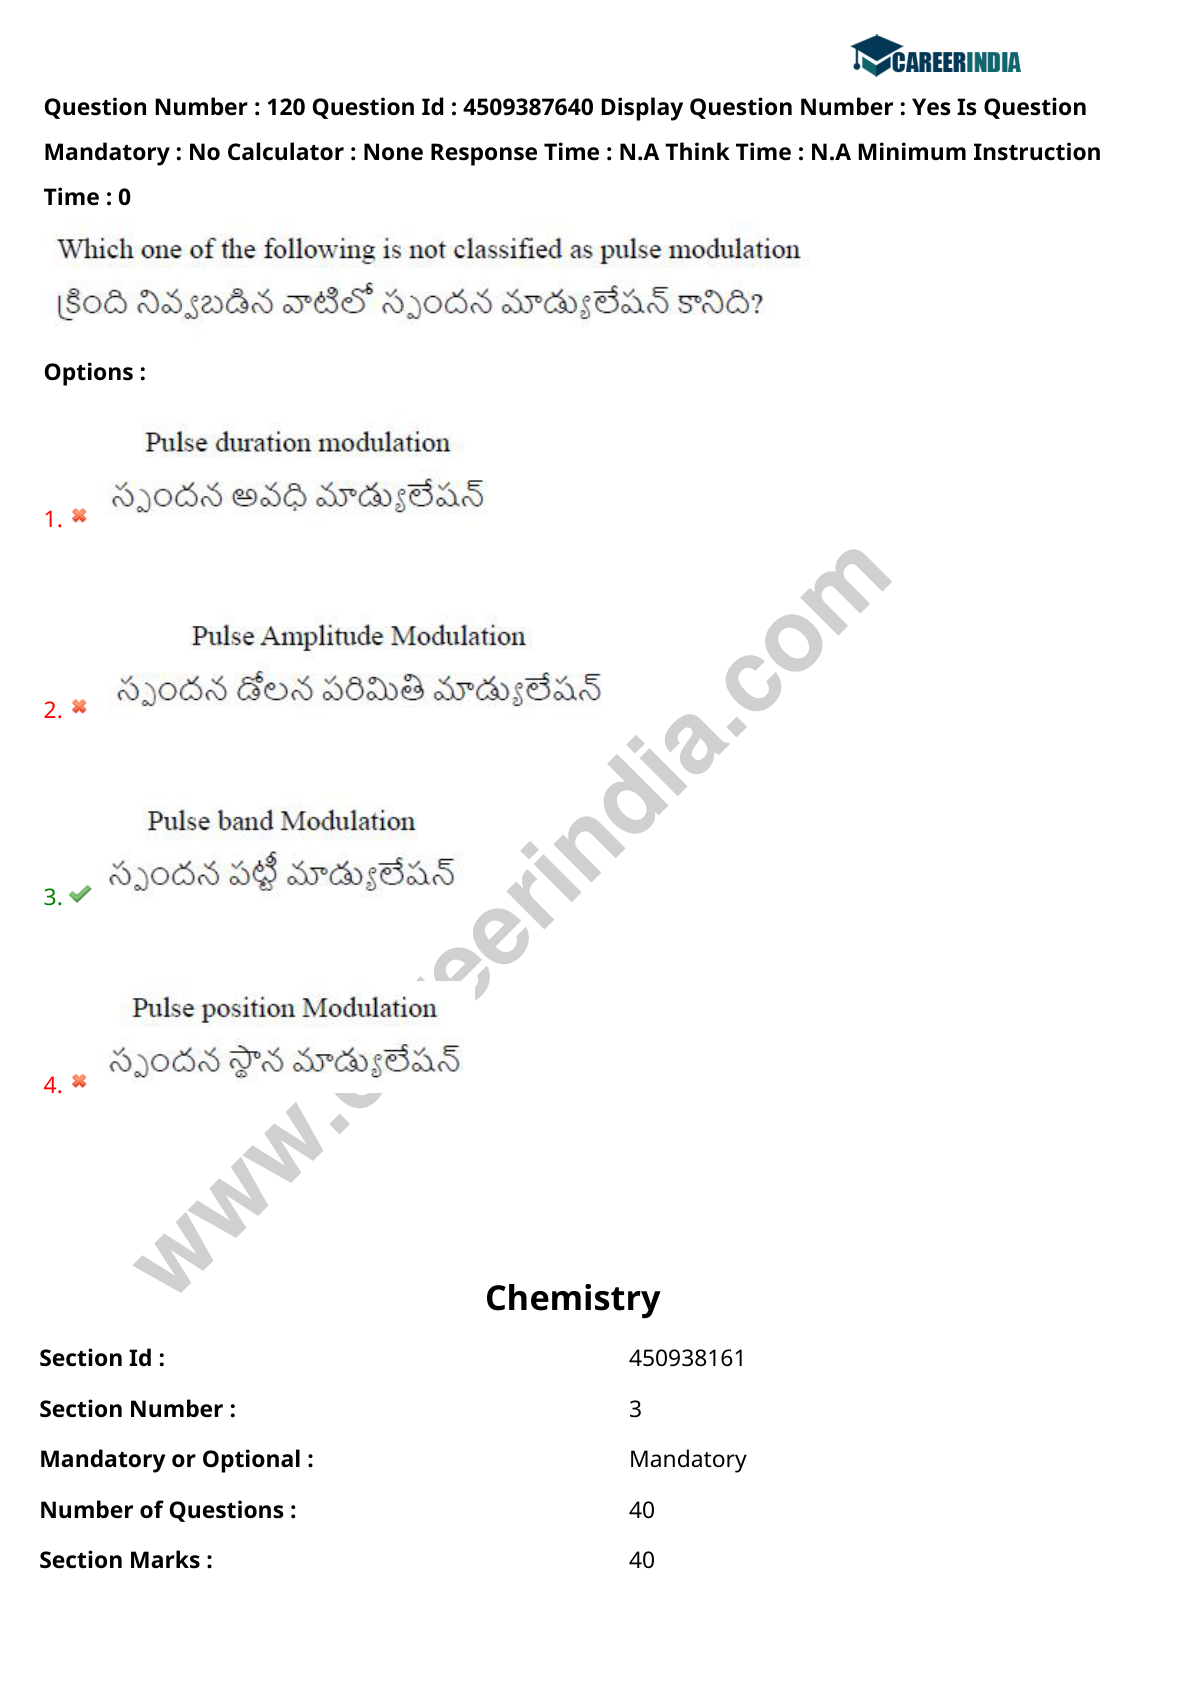 CAREERINDIA
Question Number : 120 Question Id : 4509387640 Display Question Number : Yes Is Question
Mandatory : No Calculator : None Response Time : N.A Think Time : N.A Minimum Instruction
Time : 0
Which one of the following is not classified as pulse modulation
క్రింది నివ్వబడిన వాటిలో స్పందన మాడ్యులేషన్ కానిది?
Options :
Pulse duration modulation
స్పందన అవధి మాడ్యులేషన్
1.
Pulse Amplitude Modulation
స్పందన డోలన పరిమితి మాడ్యులేషన్
2.
Pulse band Modulation
స్పందన పట్టీ మాడ్యులేషన్
3.
Pulse position Modulation
స్పందన స్థాన మాడ్యులేషన్
4.
Chemistry
Section Id : 450938161
Section Number : 3
Mandatory or Optional : Mandatory
Number of Questions : 40
Section Marks : 40